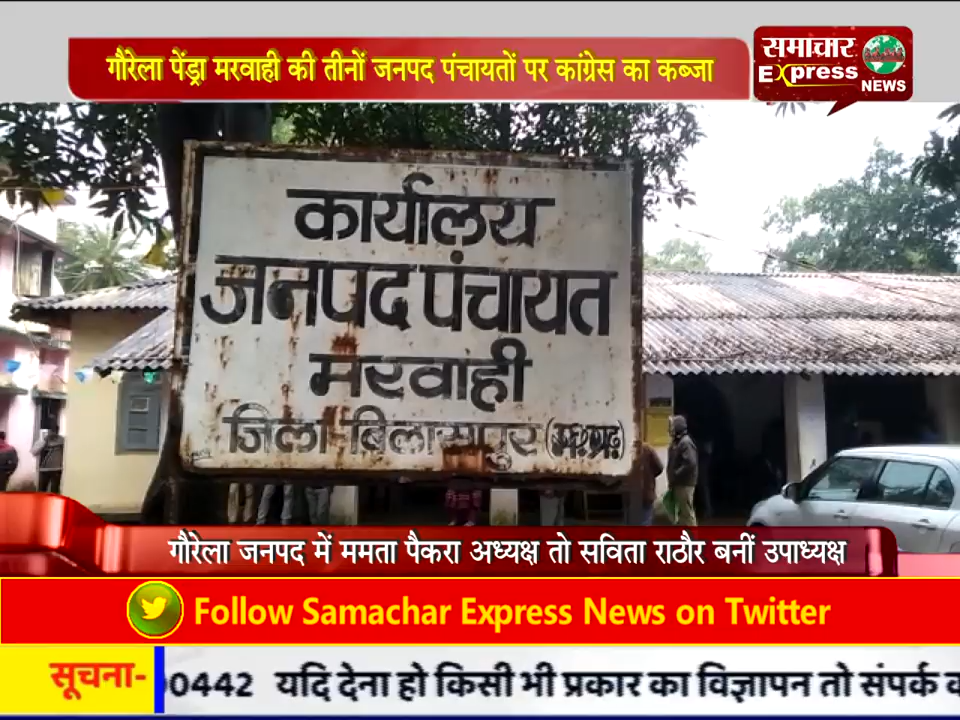 गौरेला पेंड्रा मरवाही की तीनों जनपद पंचायतों पर कांग्रेस का कब्जा
समाचार
Express
NEWS
कार्यालय
जनपद पंचायत
मरवाही
जिला-बिलासपुर
गौरेला जनपद में ममता पैकरा अध्यक्ष तो सविता राठौर बनीं उपाध्यक्ष
Follow Samachar Express News on Twitter
सूचना- 00442 यदि देना हो किसी भी प्रकार का विज्ञापन तो संपर्क